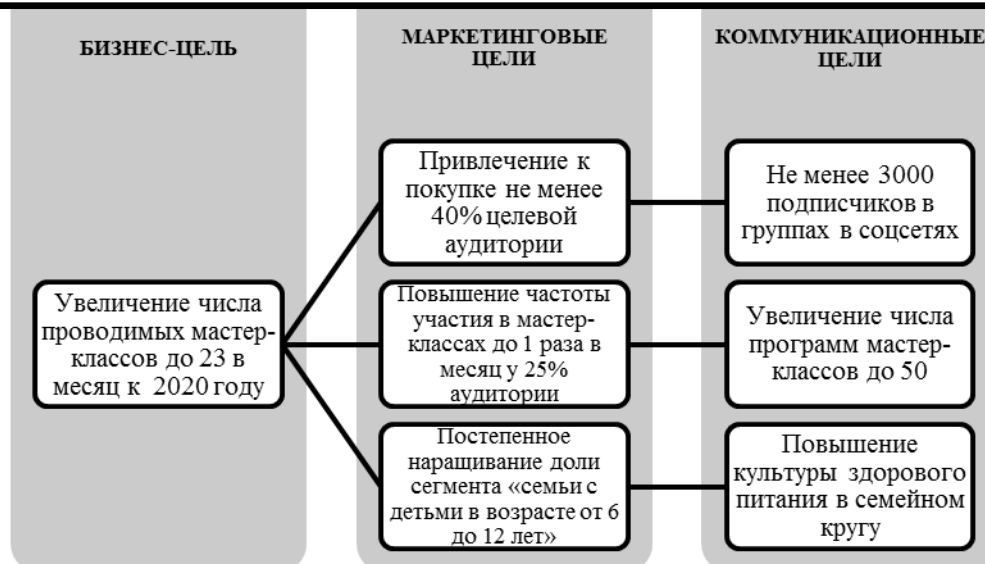 БИЗНЕС-ЦЕЛЬ
МАРКЕТИНГОВЫЕ
ЦЕЛИ
КОММУНИКАЦИОННЫЕ
ЦЕЛИ
Увеличение числа
проводимых мастер-
классов до 23 в
месяц к 2020 году
Привлечение к
покупке не менее
40% целевой
аудитории
Повышение частоты
участия в мастер-
классах до 1 раза в
месяц у 25%
аудитории
Постепенное
наращивание доли
сегмента «семьи с
детьми в возрасте от 6
до 12 лет»
Не менее 3000
подписчиков в
группах в соцсетях
Увеличение числа
программ мастер-
классов до 50
Повышение
культуры здорового
питания в семейном
кругу